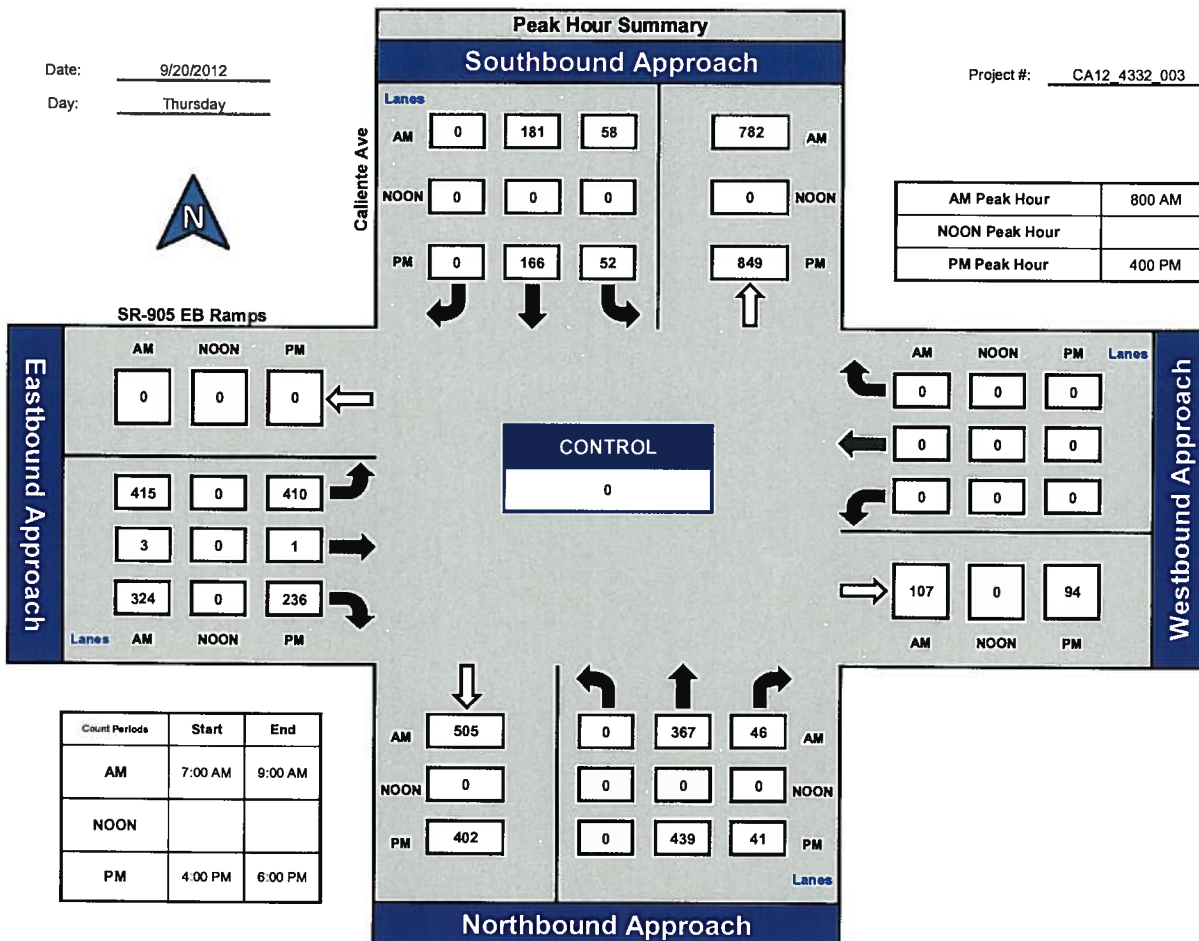 Peak Hour Summary
Southbound Approach
Date: 9/20/2012
Day: Thursday
Project #: CA12_4332_003
N
Caliente Ave
Lanes
AM 0 181 58 782 AM
NOON 0 0 0 0 NOON
PM 0 166 52 849 PM
AM Peak Hour 800 AM
NOON Peak Hour
PM Peak Hour 400 PM
SR-905 EB Ramps
Eastbound Approach
AM NOON PM
0 0 0
415 0 410
3 0 1
324 0 236
Lanes AM NOON PM
CONTROL
0
AM NOON PM Lanes
0 0 0
0 0 0
0 0 0
107 0 94
AM NOON PM
Westbound Approach
Count Periods Start End
AM 7:00 AM 9:00 AM
NOON
PM 4:00 PM 6:00 PM
AM 505 0 367 46 AM
NOON 0 0 0 0 NOON
PM 402 0 439 41 PM
Lanes
Northbound Approach